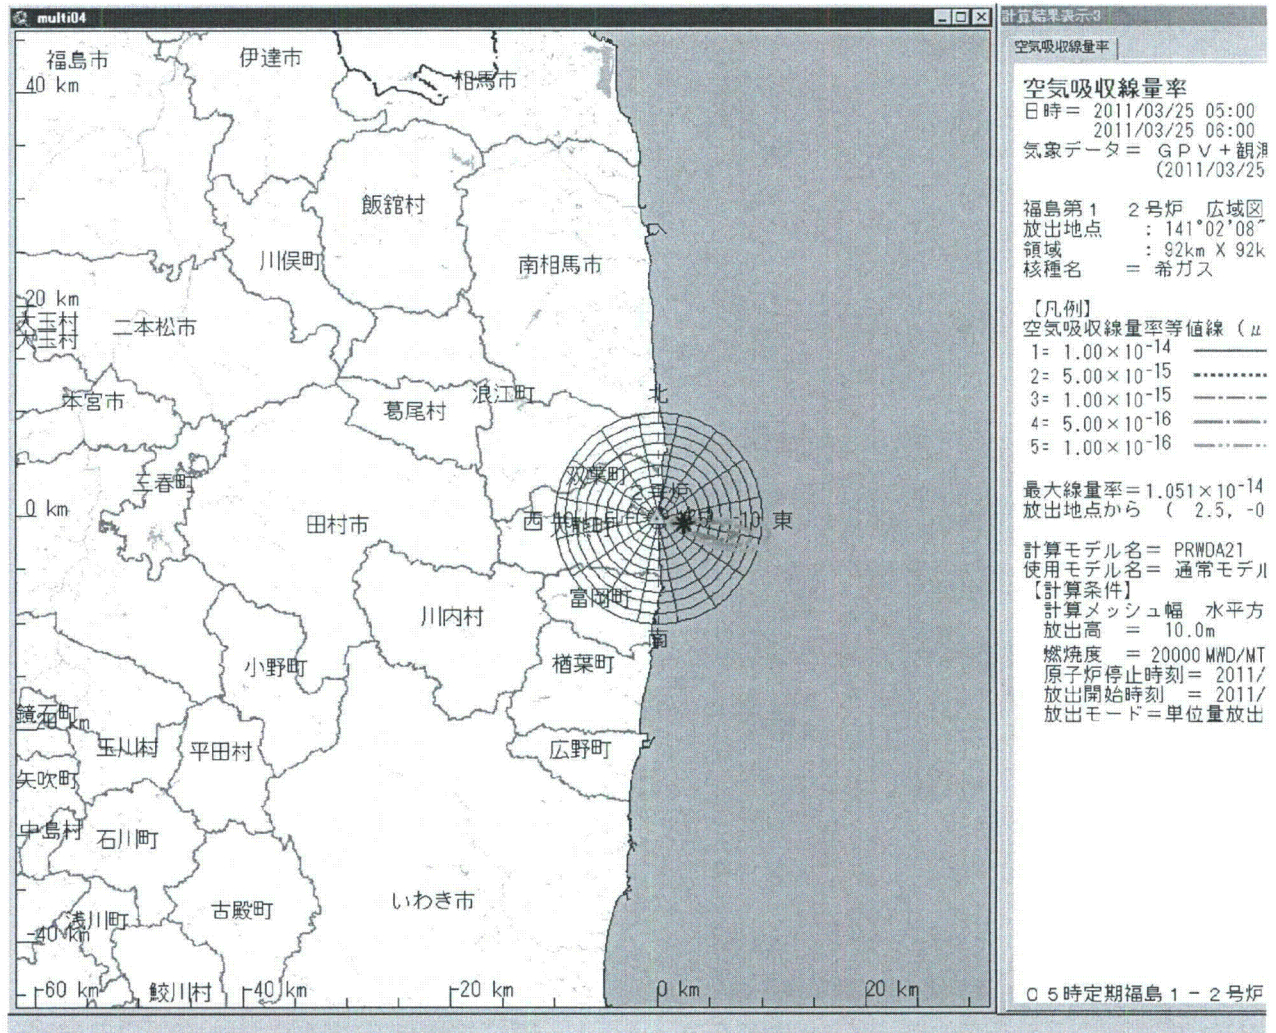 multi04
福島市
伊達市
相馬市
40 km
飯舘村
川俣町
南相馬市
20 km
大玉村
大玉村
二本松市
本宮市
浪江町
葛尾村
北
三春町
双葉町
0 km
田村市
西
東
富岡町
川内村
南
小野町
楢葉町
鏡石町
-20 km
玉川村
平田村
広野町
矢吹町
中島村
石川町
いわき市
古殿町
浅川町
-40 km
-60 km
鮫川村
-40 km
-20 km
0 km
20 km
計算結果表示-3
空気吸収線量率
空気吸収線量率
日時= 2011/03/25 05:00
2011/03/25 06:00
気象データ= GPV+観測
(2011/03/25
福島第1 2号炉 広域図
放出地点 : 141°02'08"
領域 : 92km X 92k
核種名 = 希ガス
【凡例】
空気吸収線量率等値線 (μ
1= 1.00×10-14
2= 5.00×10-15
3= 1.00×10-15
4= 5.00×10-16
5= 1.00×10-16
最大線量率=1.051×10-14
放出地点から ( 2.5, -0
計算モデル名= PRWDA21
使用モデル名= 通常モデル
【計算条件】
計算メッシュ幅 水平方
放出高 = 10.0m
燃焼度 = 20000MWD/MT
原子炉停止時刻= 2011/
放出開始時刻 = 2011/
放出モード=単位量放出
05時定期福島1-2号炉